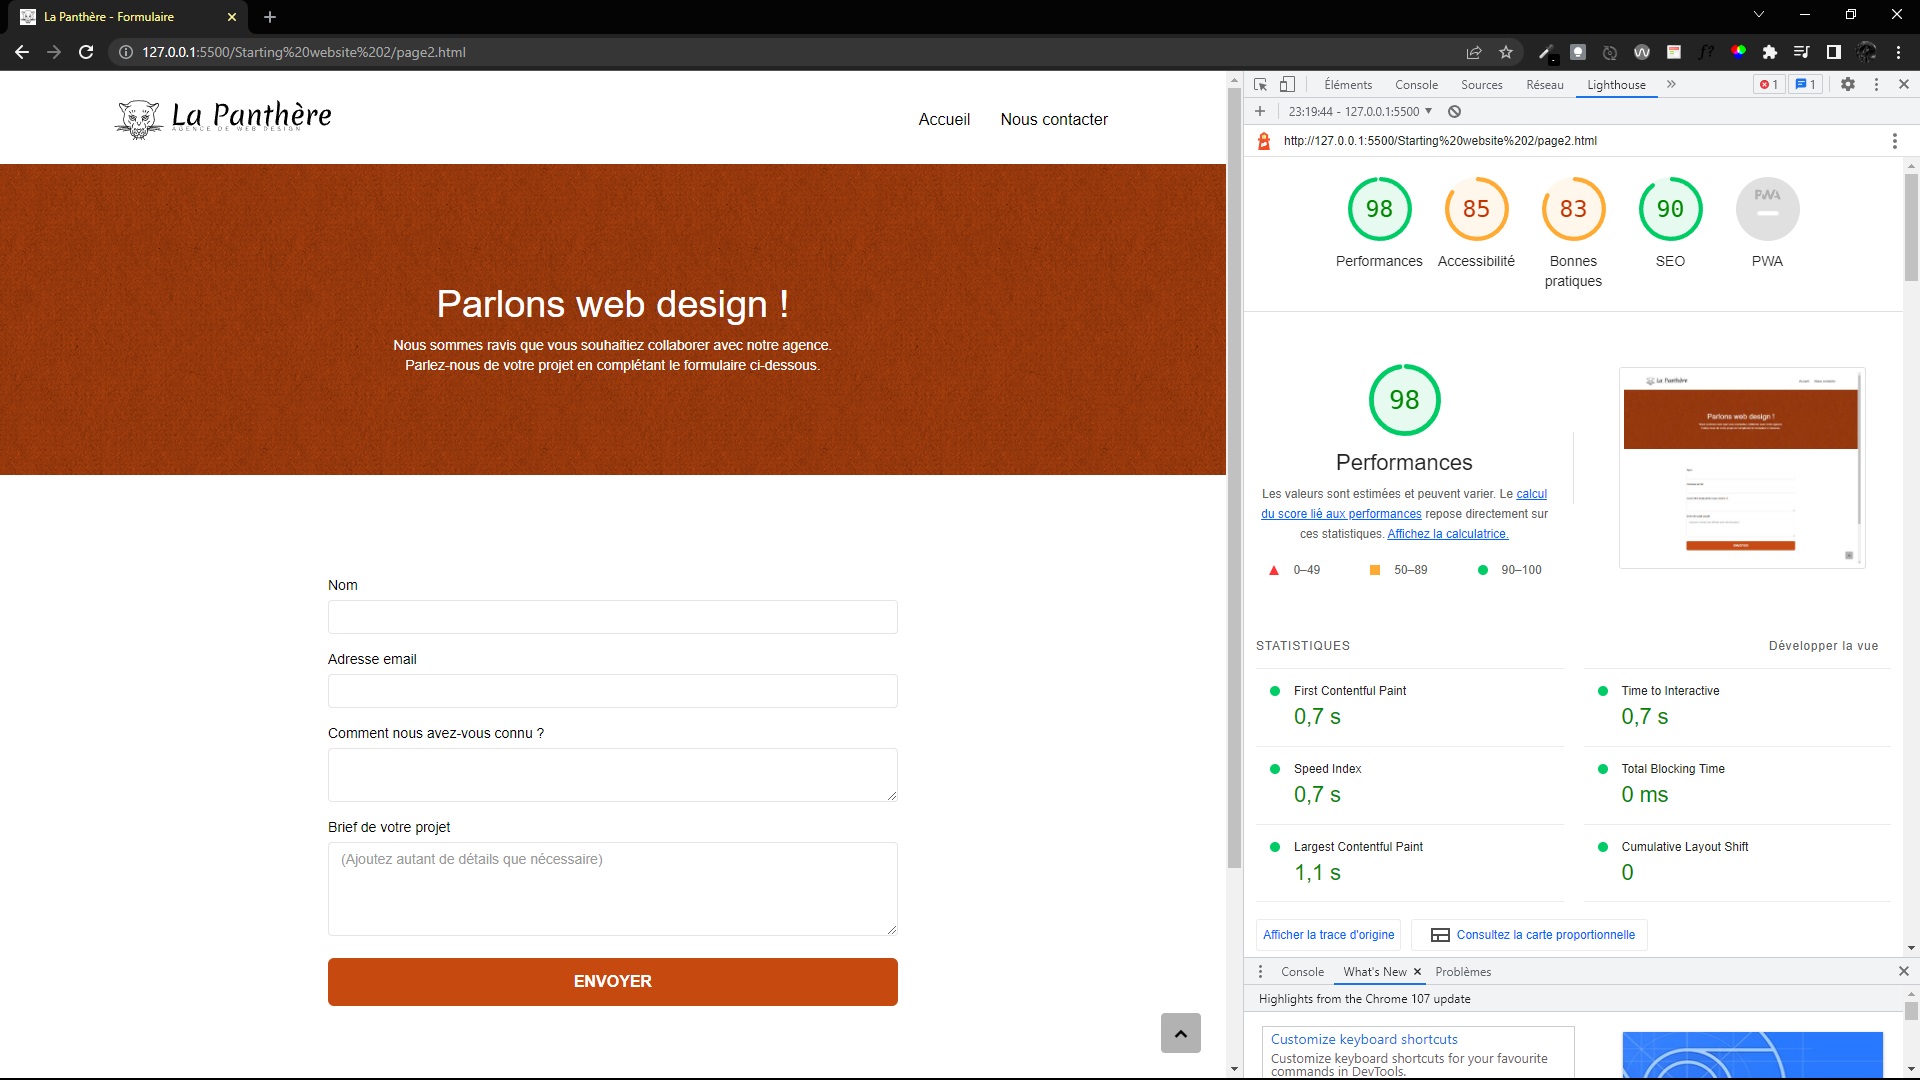 La Panthère - Formulaire
127.0.0.1:5500/Starting%20website%202/page2.html
La Panthère
AGENCE DE WEB DESIGN
Accueil
Nous contacter
Parlons web design !
Nous sommes ravis que vous souhaitiez collaborer avec notre agence.
Parlez-nous de votre projet en complétant le formulaire ci-dessous.
Nom
Adresse email
Comment nous avez-vous connu ?
Brief de votre projet
(Ajoutez autant de détails que nécessaire)
ENVOYER
Éléments
Console
Sources
Réseau
Lighthouse
1
1
23:19:44 - 127.0.0.1:5500
http://127.0.0.1:5500/Starting%20website%202/page2.html
98
85
83
90
PWA
Performances
Accessibilité
Bonnes
pratiques
SEO
PWA
98
Performances
Les valeurs sont estimées et peuvent varier. Le calcul
du score lié aux performances repose directement sur
ces statistiques. Affichez la calculatrice.
0–49
50–89
90–100
La Panthère
Parlons web design !
STATISTIQUES
Développer la vue
First Contentful Paint
0,7 s
Time to Interactive
0,7 s
Speed Index
0,7 s
Total Blocking Time
0 ms
Largest Contentful Paint
1,1 s
Cumulative Layout Shift
0
Afficher la trace d'origine
Consultez la carte proportionnelle
Console
What's New
Problèmes
Highlights from the Chrome 107 update
Customize keyboard shortcuts
Customize keyboard shortcuts for your favourite
commands in DevTools.